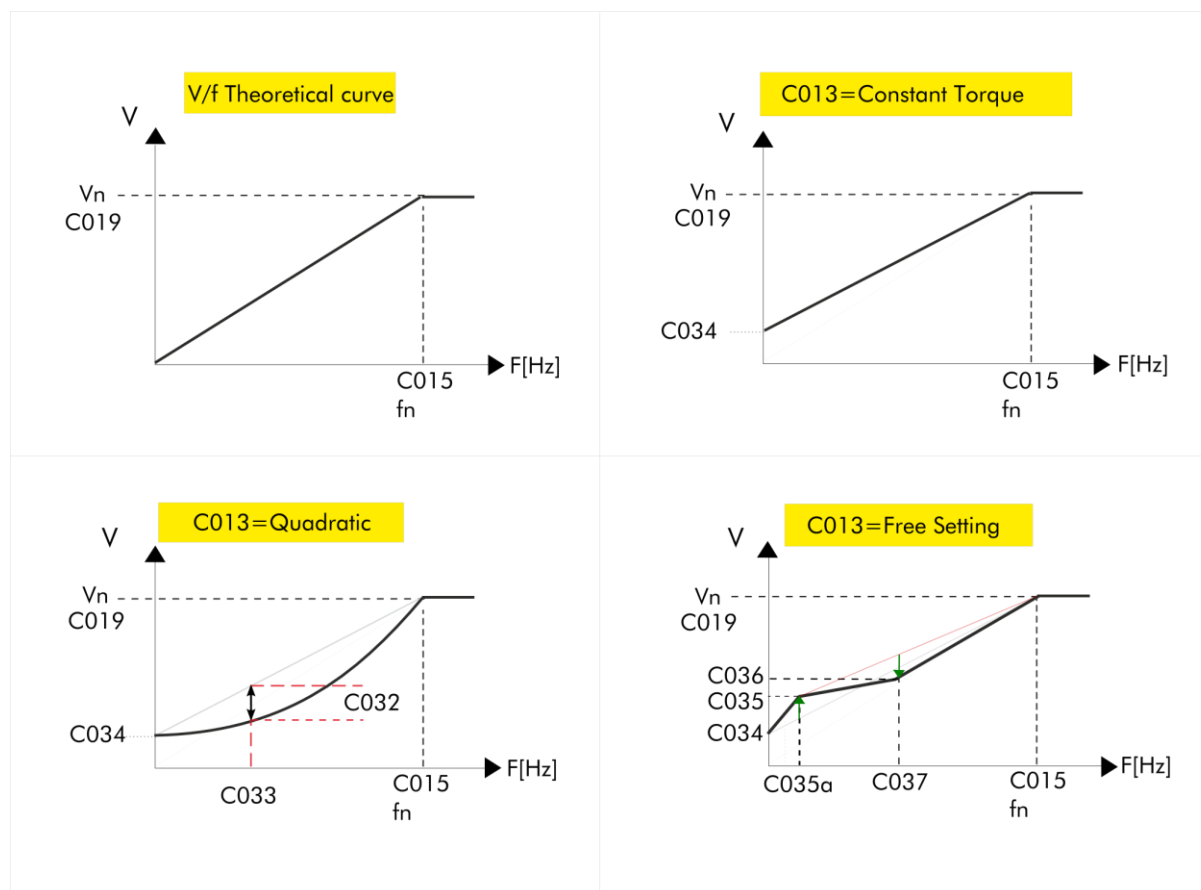 V/f Theoretical curve
V
Vn
C019
F[Hz]
C015
fn
C013=Constant Torque
V
Vn
C019
C034
F[Hz]
C015
fn
C013=Quadratic
V
Vn
C019
C032
C034
F[Hz]
C033
C015
fn
C013=Free Setting
V
Vn
C019
C036
C035
C034
F[Hz]
C035a
C037
C015
fn